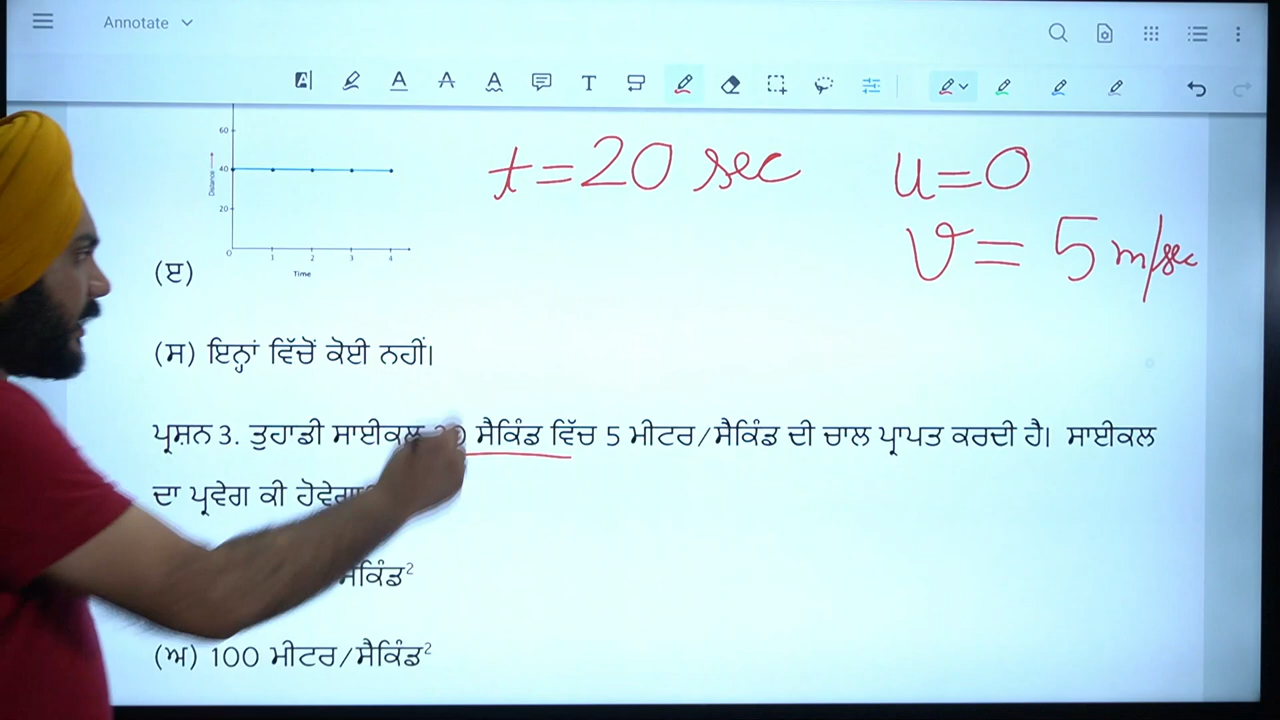 Annotate
60
40
20
0
1 2 3 4
Distance
Time
t=20 sec
u=0
v= 5 m/sec
(ੲ)
(ਸ) ਇਨ੍ਹਾਂ ਵਿੱਚੋਂ ਕੋਈ ਨਹੀਂ।
ਪ੍ਰਸ਼ਨ 3. ਤੁਹਾਡੀ ਸਾਈਕਲ ਸੈਕਿੰਡ ਵਿੱਚ 5 ਮੀਟਰ/ਸੈਕਿੰਡ ਦੀ ਚਾਲ ਪ੍ਰਾਪਤ ਕਰਦੀ ਹੈ। ਸਾਈਕਲ
ਦਾ ਪ੍ਰਵੇਗ ਕੀ ਹੋਵੇਗਾ
ਸੈਕਿੰਡ²
(ਅ) 100 ਮੀਟਰ/ਸੈਕਿੰਡ²